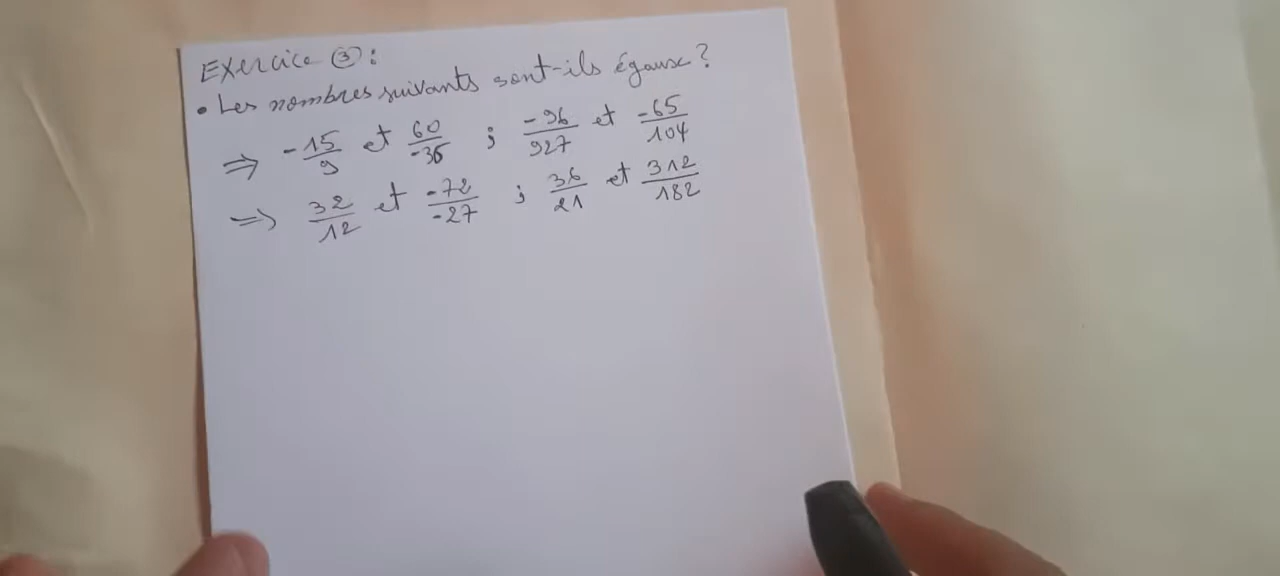 Exercice ③ :
• Les nombres suivants sont-ils égaux ?
⇒ -15/9 et 60/-36 ; -96/927 et -65/104
⇒ 32/12 et -72/-27 ; 36/21 et 312/182